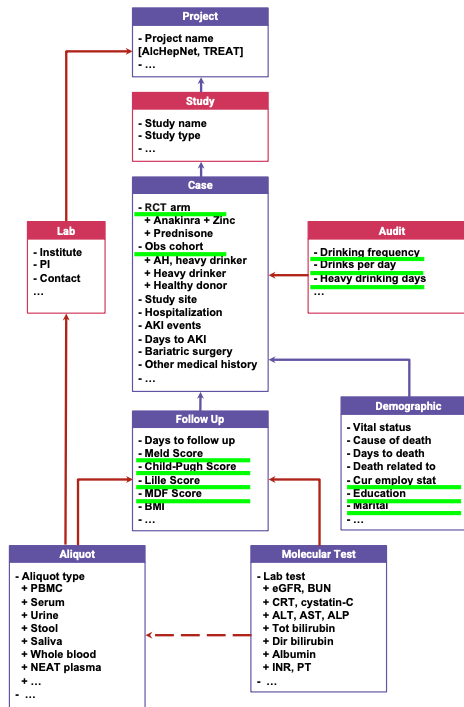 Project
- Project name
[AlcHepNet, TREAT]
- ...
Study
- Study name
- Study type
- ...
Case
- RCT arm
+ Anakinra + Zinc
+ Prednisone
- Obs cohort
+ AH, heavy drinker
+ Heavy drinker
+ Healthy donor
- Study site
- Hospitalization
- AKI events
- Days to AKI
- Bariatric surgery
- Other medical history
- ...
Lab
- Institute
- PI
- Contact
...
Audit
- Drinking frequency
- Drinks per day
- Heavy drinking days
...
Demographic
- Vital status
- Cause of death
- Days to death
- Death related to
- Cur employ stat
- Education
- Marital
- ...
Follow Up
- Days to follow up
- Meld Score
- Child-Pugh Score
- Lille Score
- MDF Score
- BMI
- ...
Aliquot
- Aliquot type
+ PBMC
+ Serum
+ Urine
+ Stool
+ Saliva
+ Whole blood
+ NEAT plasma
+ ...
- ...
Molecular Test
- Lab test
+ eGFR, BUN
+ CRT, cystatin-C
+ ALT, AST, ALP
+ Tot bilirubin
+ Dir bilirubin
+ Albumin
+ INR, PT
- ...